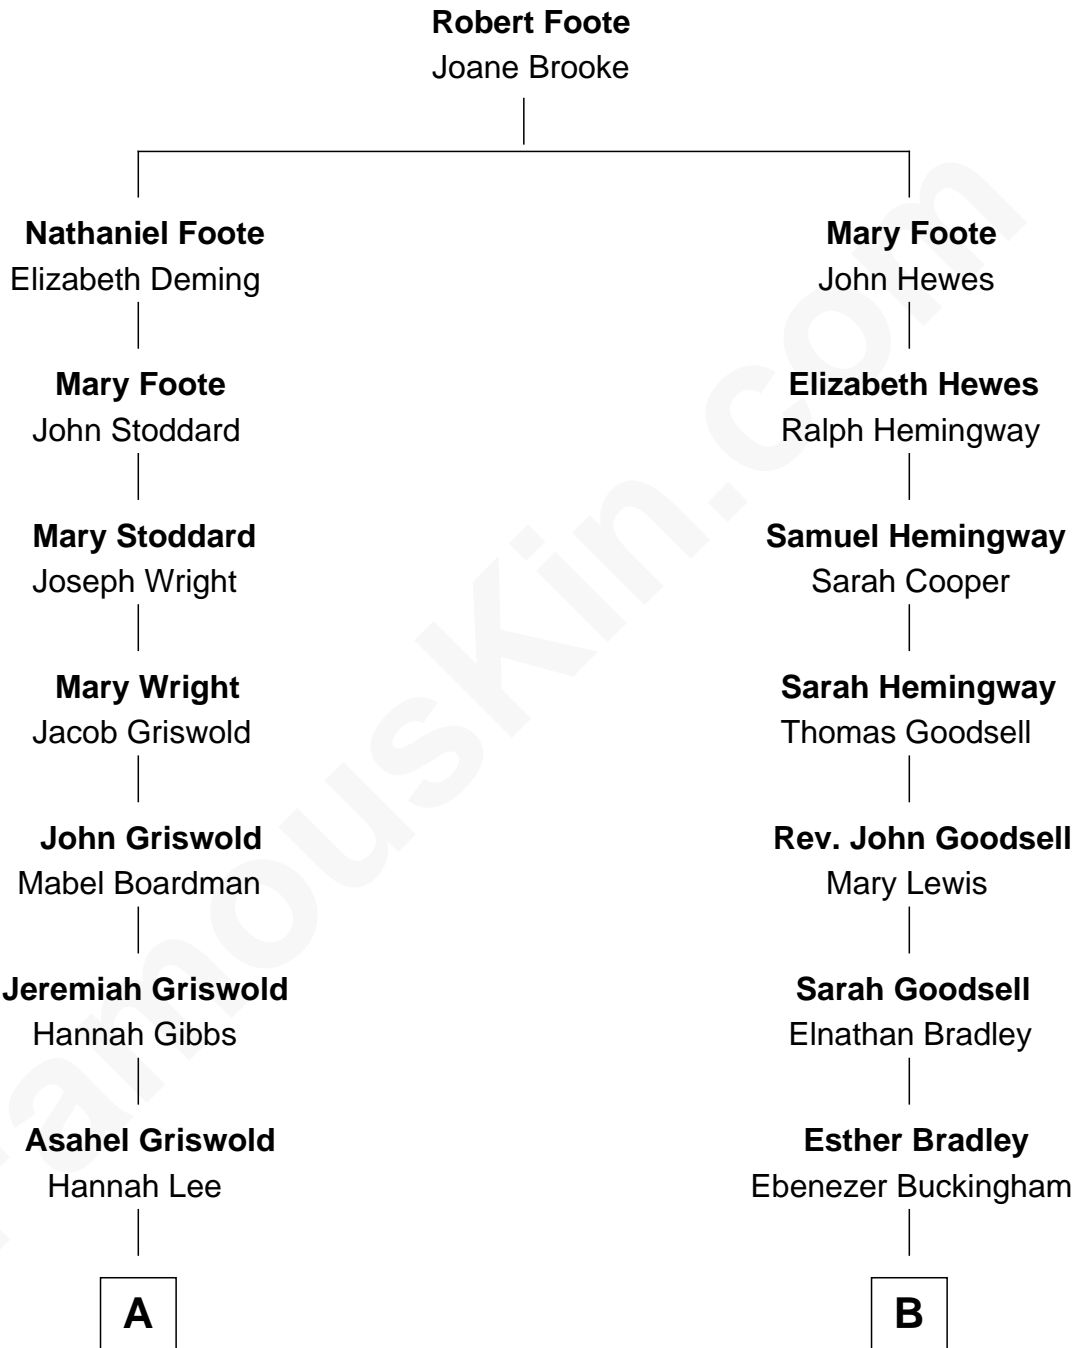 Robert Foote
Joane Brooke
Nathaniel Foote
Elizabeth Deming
Mary Foote
John Hewes
Mary Foote
John Stoddard
Elizabeth Hewes
Ralph Hemingway
Mary Stoddard
Joseph Wright
Samuel Hemingway
Sarah Cooper
Mary Wright
Jacob Griswold
Sarah Hemingway
Thomas Goodsell
John Griswold
Mabel Boardman
Rev. John Goodsell
Mary Lewis
Jeremiah Griswold
Hannah Gibbs
Sarah Goodsell
Elnathan Bradley
Asahel Griswold
Hannah Lee
Esther Bradley
Ebenezer Buckingham
A
B
FamousKin.com